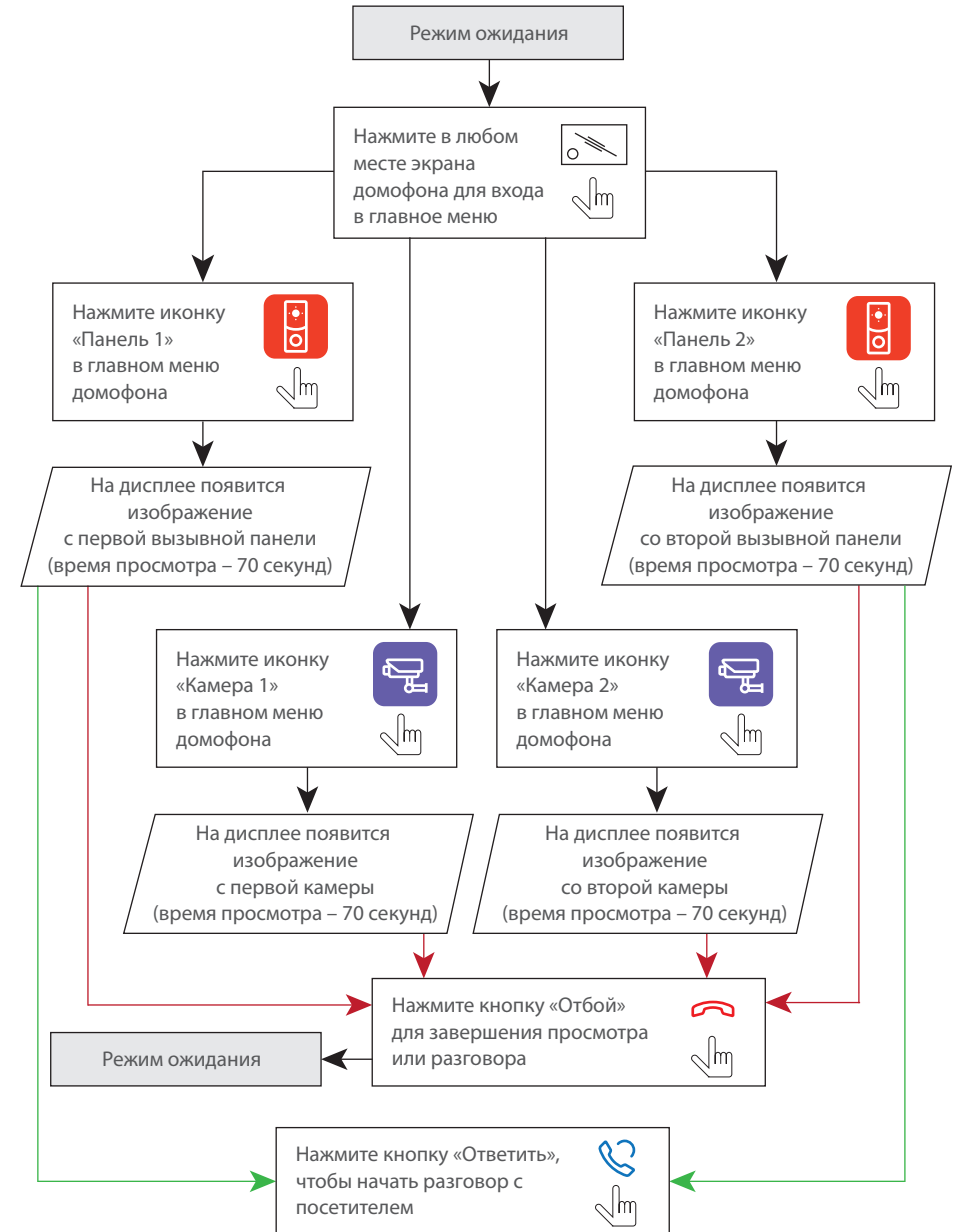 Режим ожидания
Нажмите в любом
месте экрана
домофона для входа
в главное меню
Нажмите иконку
«Панель 1»
в главном меню
домофона
Нажмите иконку
«Панель 2»
в главном меню
домофона
На дисплее появится
изображение
с первой вызывной панели
(время просмотра – 70 секунд)
На дисплее появится
изображение
со второй вызывной панели
(время просмотра – 70 секунд)
Нажмите иконку
«Камера 1»
в главном меню
домофона
Нажмите иконку
«Камера 2»
в главном меню
домофона
На дисплее появится
изображение
с первой камеры
(время просмотра – 70 секунд)
На дисплее появится
изображение
со второй камеры
(время просмотра – 70 секунд)
Нажмите кнопку «Отбой»
для завершения просмотра
или разговора
Режим ожидания
Нажмите кнопку «Ответить»,
чтобы начать разговор с
посетителем